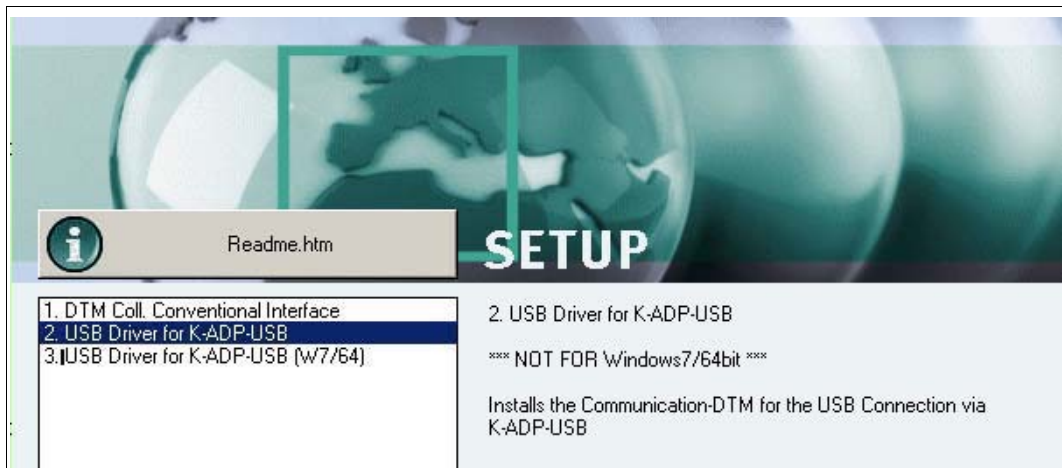 Readme.htm
SETUP
1. DTM Coll. Conventional Interface
2. USB Driver for K-ADP-USB
3. USB Driver for K-ADP-USB (W7/64)
2. USB Driver for K-ADP-USB
*** NOT FOR Windows7/64bit ***
Installs the Communication-DTM for the USB Connection via
K-ADP-USB